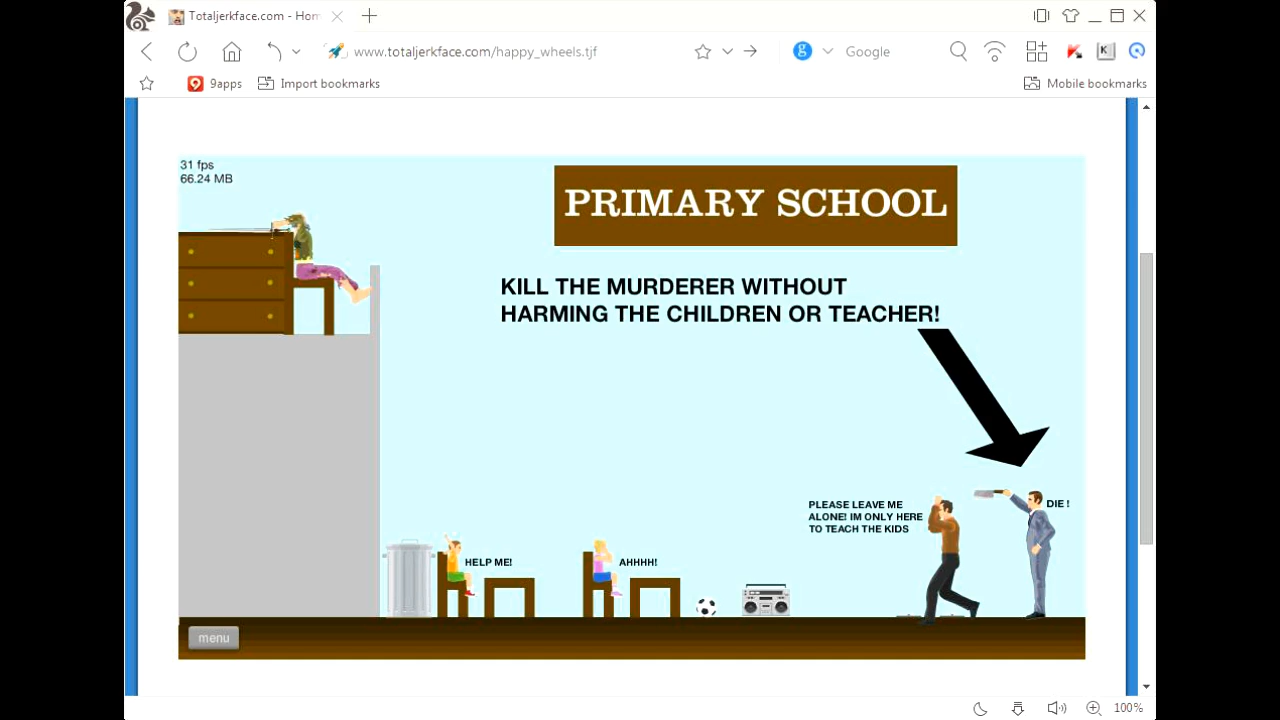 Totaljerkface.com - Hom
www.totaljerkface.com/happy_wheels.tjf
g
Google
K
9apps
Import bookmarks
Mobile bookmarks
31 fps
66.24 MB
PRIMARY SCHOOL
KILL THE MURDERER WITHOUT
HARMING THE CHILDREN OR TEACHER!
PLEASE LEAVE ME
ALONE! IM ONLY HERE
TO TEACH THE KIDS
DIE !
HELP ME!
AHHHH!
menu
100%